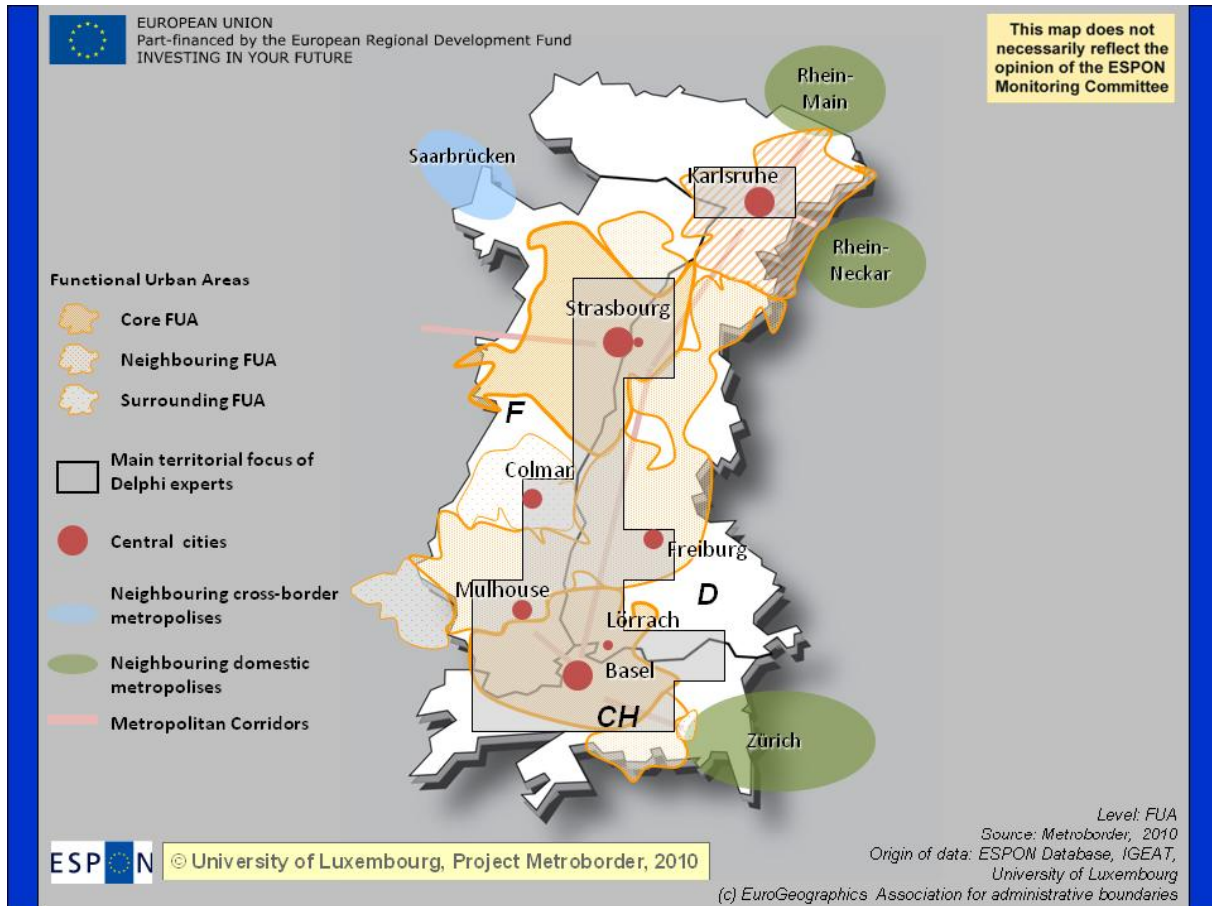 EUROPEAN UNION
Part-financed by the European Regional Development Fund
INVESTING IN YOUR FUTURE
This map does not
necessarily reflect the
opinion of the ESPON
Monitoring Committee
Rhein-
Main
Saarbrücken
Karlsruhe
Rhein-
Neckar
Functional Urban Areas
Core FUA
Neighbouring FUA
Surrounding FUA
Main territorial focus of
Delphi experts
Central cities
Neighbouring cross-border
metropolises
Neighbouring domestic
metropolises
Metropolitan Corridors
Strasbourg
F
Colmar
Freiburg
Mulhouse
D
Lörrach
Basel
CH
Zürich
Level: FUA
Source: Metroborder, 2010
Origin of data: ESPON Database, IGEAT,
University of Luxembourg
(c) EuroGeographics Association for administrative boundaries
ESPON
© University of Luxembourg, Project Metroborder, 2010